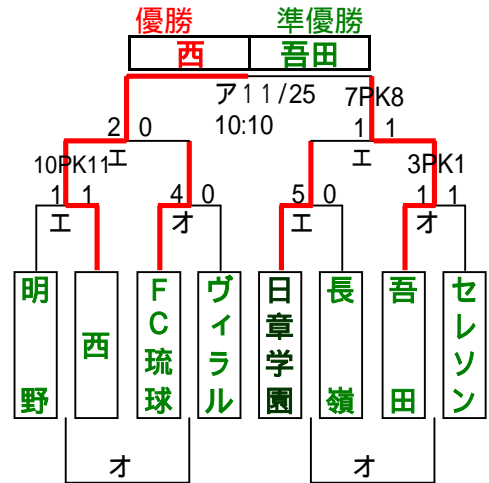 優勝 準優勝
西 吾田
ア11/25 7PK8
10:10
2 0 1 1
エ エ
10PK11 3PK1
1 1 4 0 5 0 1 1
エ オ エ オ
明野
西
FC琉球
ヴィラル
日章学園
長嶺
吾田
セレソン
オ オ